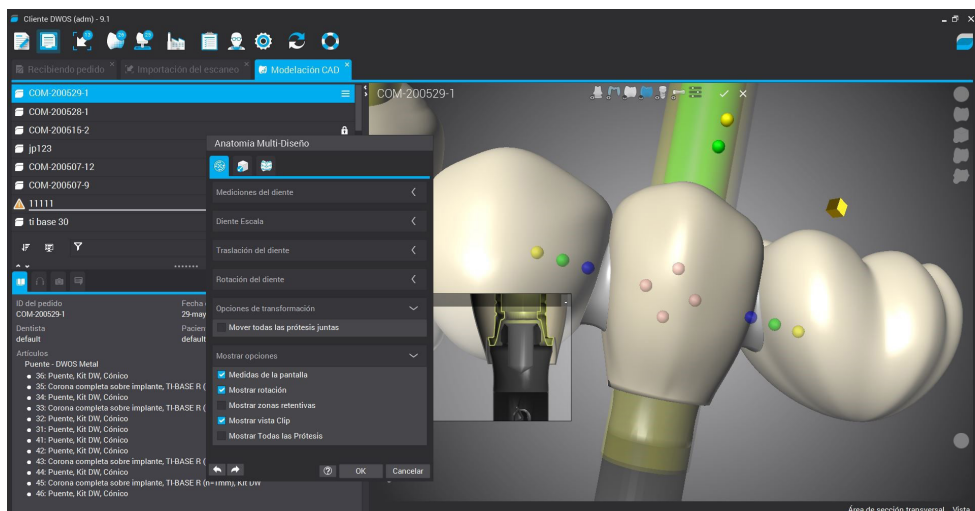 Cliente DWOS (adm) - 9.1
Recibiendo pedido
Importación del escaneo
Modelación CAD
COM-200529-1
COM-200529-1
COM-200528-1
COM-200515-2
jp123
COM-200507-12
COM-200507-9
11111
ti base 30
Anatomía Multi-Diseño
Mediciones del diente
Diente Escala
Traslación del diente
Rotación del diente
Opciones de transformación
Mover todas las prótesis juntas
Mostrar opciones
Medidas de la pantalla
Mostrar rotación
Mostrar zonas retentivas
Mostrar vista Clip
Mostrar Todas las Prótesis
OK
Cancelar
ID del pedido
Fecha
COM-200529-1
29-may
Dentista
Pacien
default
default
Artículos
Puente - DWOS Metal
36: Puente, Kit DW, Cónico
35: Corona completa sobre implante, TI-BASE R (
34: Puente, Kit DW, Cónico
33: Corona completa sobre implante, TI-BASE R (
32: Puente, Kit DW, Cónico
31: Puente, Kit DW, Cónico
41: Puente, Kit DW, Cónico
42: Puente, Kit DW, Cónico
43: Corona completa sobre implante, TI-BASE R (
44: Puente, Kit DW, Cónico
45: Corona completa sobre implante, TI-BASE R (h=1mm), Kit DW
46: Puente, Kit DW, Cónico
Área de sección transversal
Vista